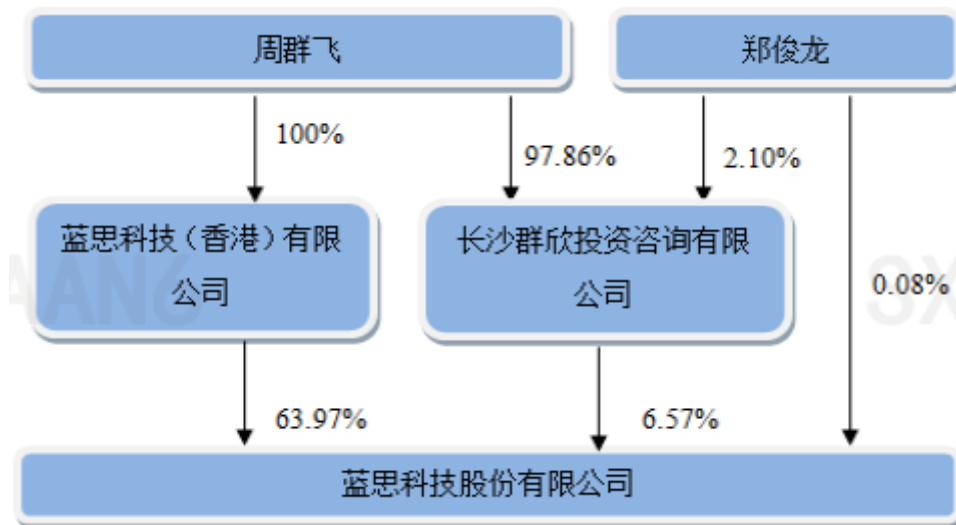 周群飞
郑俊龙
100%
97.86%
2.10%
蓝思科技（香港）有限
公司
长沙群欣投资咨询有限
公司
0.08%
63.97%
6.57%
蓝思科技股份有限公司